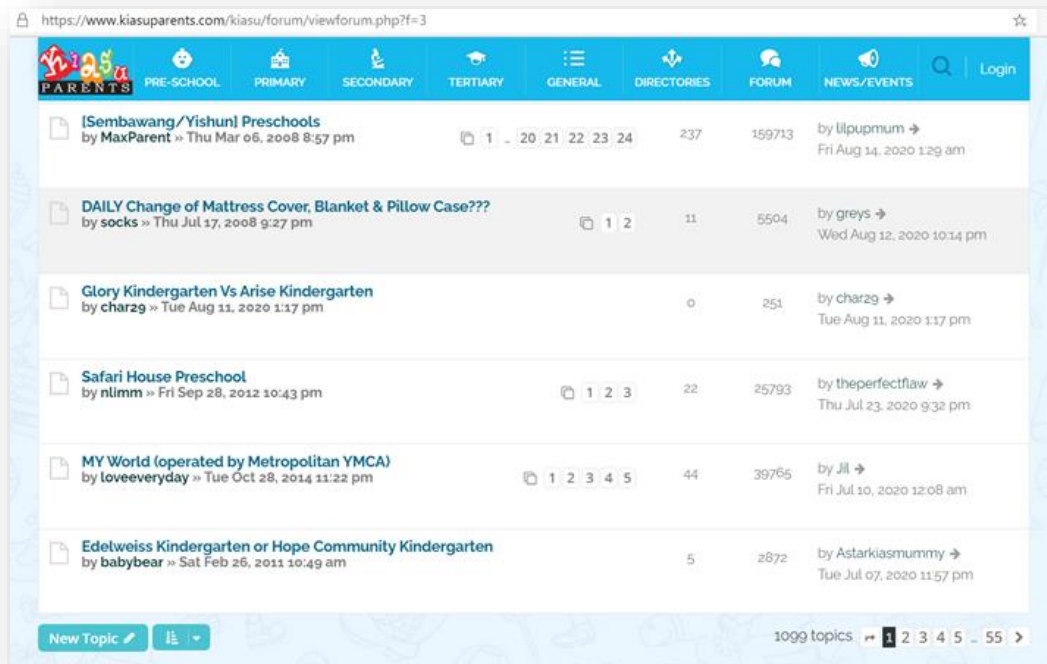 https://www.kiasuparents.com/kiasu/forum/viewforum.php?f=3
kiasu
PARENTS
PRE-SCHOOL PRIMARY SECONDARY TERTIARY GENERAL DIRECTORIES FORUM NEWS/EVENTS Login
[Sembawang/Yishun] Preschools
by MaxParent » Thu Mar 06, 2008 8:57 pm 1 … 20 21 22 23 24 237 159713 by lilpupmum
Fri Aug 14, 2020 1:29 am
DAILY Change of Mattress Cover, Blanket & Pillow Case???
by socks » Thu Jul 17, 2008 9:27 pm 1 2 11 5504 by greys
Wed Aug 12, 2020 10:14 pm
Glory Kindergarten Vs Arise Kindergarten
by char29 » Tue Aug 11, 2020 1:17 pm 0 251 by char29
Tue Aug 11, 2020 1:17 pm
Safari House Preschool
by nlimm » Fri Sep 28, 2012 10:43 pm 1 2 3 22 25793 by theperfectflaw
Thu Jul 23, 2020 9:32 pm
MY World (operated by Metropolitan YMCA)
by loveeveryday » Tue Oct 28, 2014 11:22 pm 1 2 3 4 5 44 39765 by Jil
Fri Jul 10, 2020 12:08 am
Edelweiss Kindergarten or Hope Community Kindergarten
by babybear » Sat Feb 26, 2011 10:49 am 5 2872 by Astarkiasmummy
Tue Jul 07, 2020 11:57 pm
New Topic 1099 topics 1 2 3 4 5 … 55